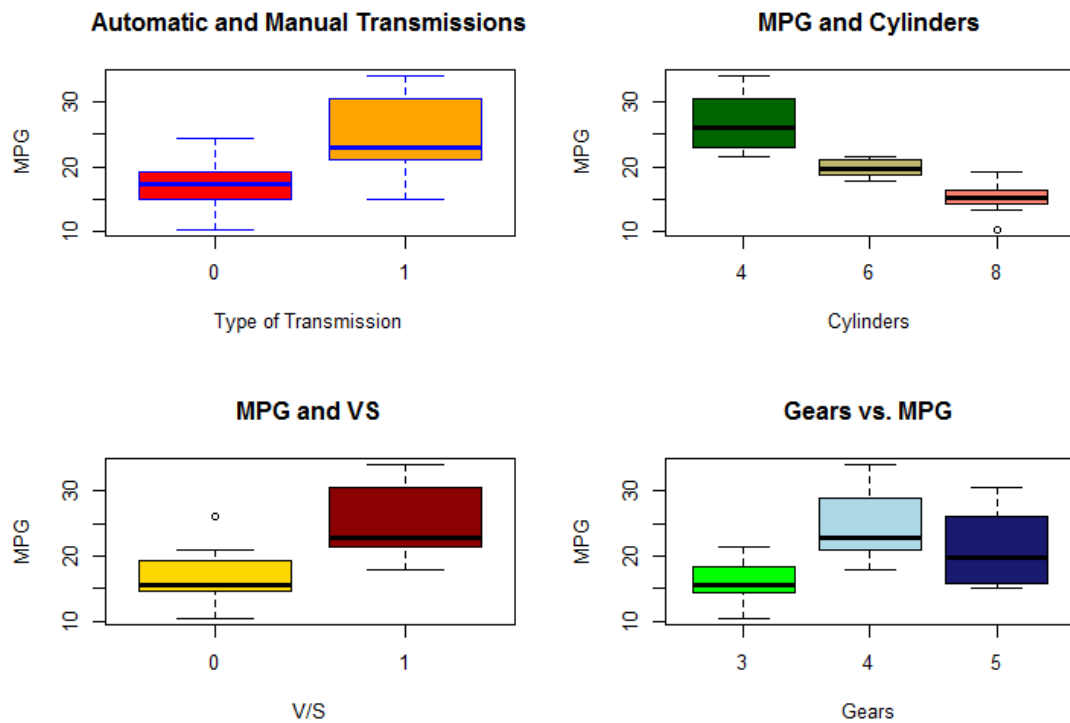 Automatic and Manual Transmissions
MPG
30
20
10
0 1
Type of Transmission
MPG and Cylinders
MPG
30
20
10
4 6 8
Cylinders
MPG and VS
MPG
30
20
10
0 1
V/S
Gears vs. MPG
MPG
30
20
10
3 4 5
Gears